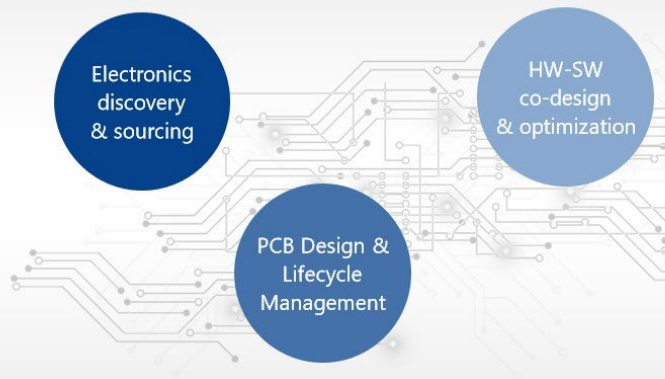 Electronics
discovery
& sourcing
HW-SW
co-design
& optimization
PCB Design &
Lifecycle
Management